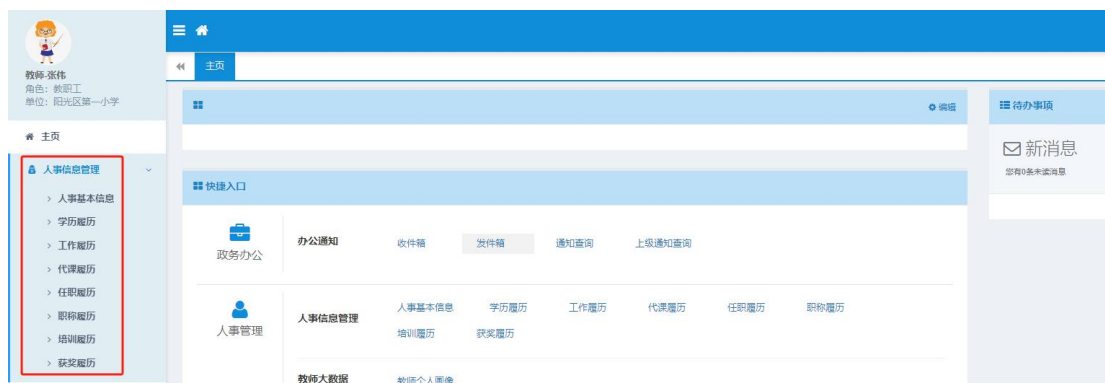 教师-张伟
角色：教职工
单位：阳光区第一小学
主页
人事信息管理
人事基本信息
学历履历
工作履历
代课履历
任职履历
职称履历
培训履历
获奖履历
主页
编辑
快捷入口
政务办公
办公通知 收件箱 发件箱 通知查询 上级通知查询
人事管理
人事信息管理 人事基本信息 学历履历 工作履历 代课履历 任职履历 职称履历
培训履历 获奖履历
教师大数据 教师个人画像
待办事项
新消息
您有0条未读消息